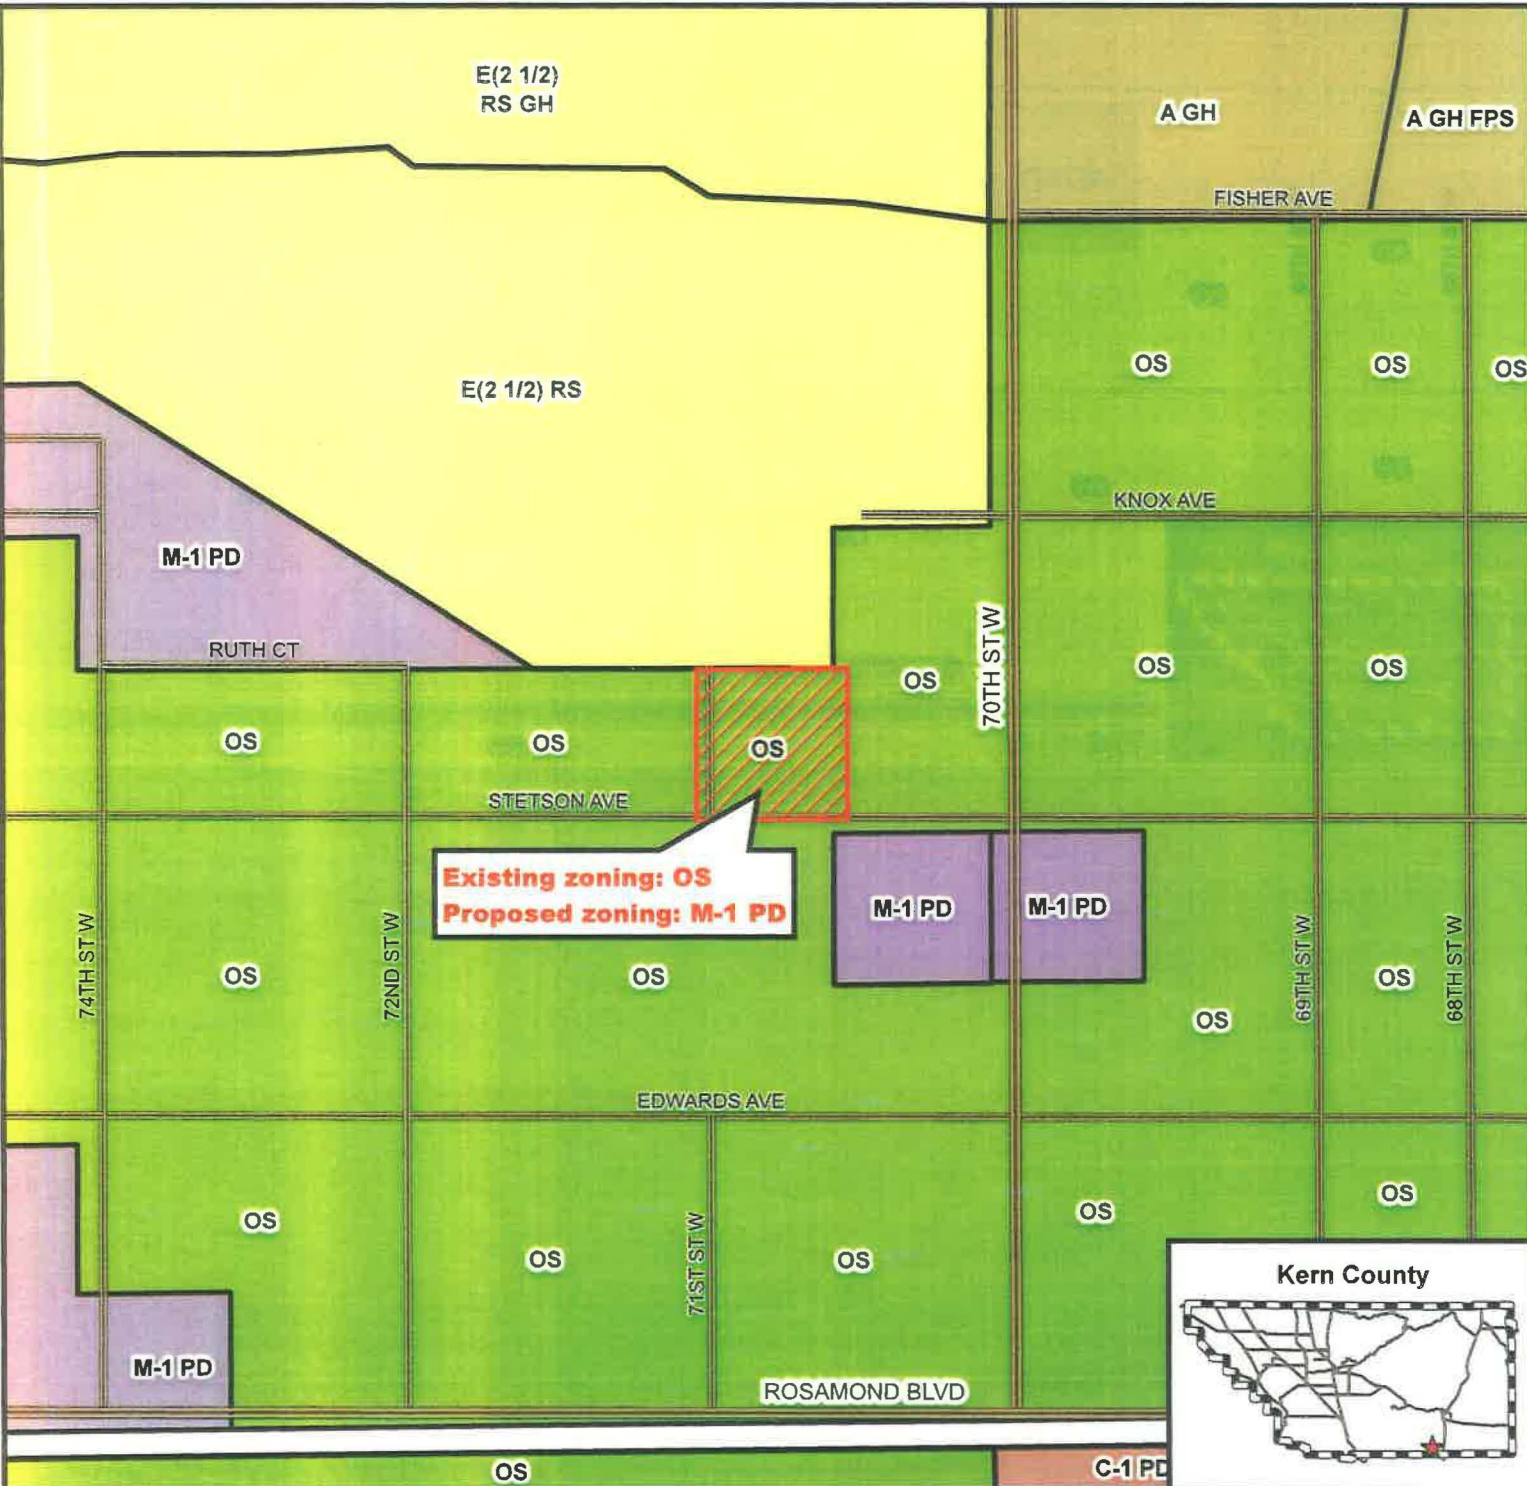 E(2 1/2)
RS GH
A GH
A GH FPS
FISHER AVE
E(2 1/2) RS
OS
OS
OS
KNOX AVE
M-1 PD
RUTH CT
70TH ST W
OS
OS
OS
OS
OS
OS
STETSON AVE
Existing zoning: OS
Proposed zoning: M-1 PD
M-1 PD
M-1 PD
74TH ST W
72ND ST W
69TH ST W
68TH ST W
OS
OS
OS
OS
EDWARDS AVE
OS
OS
OS
OS
OS
71ST ST W
Kern County
M-1 PD
ROSAMOND BLVD
OS
C-1 PD